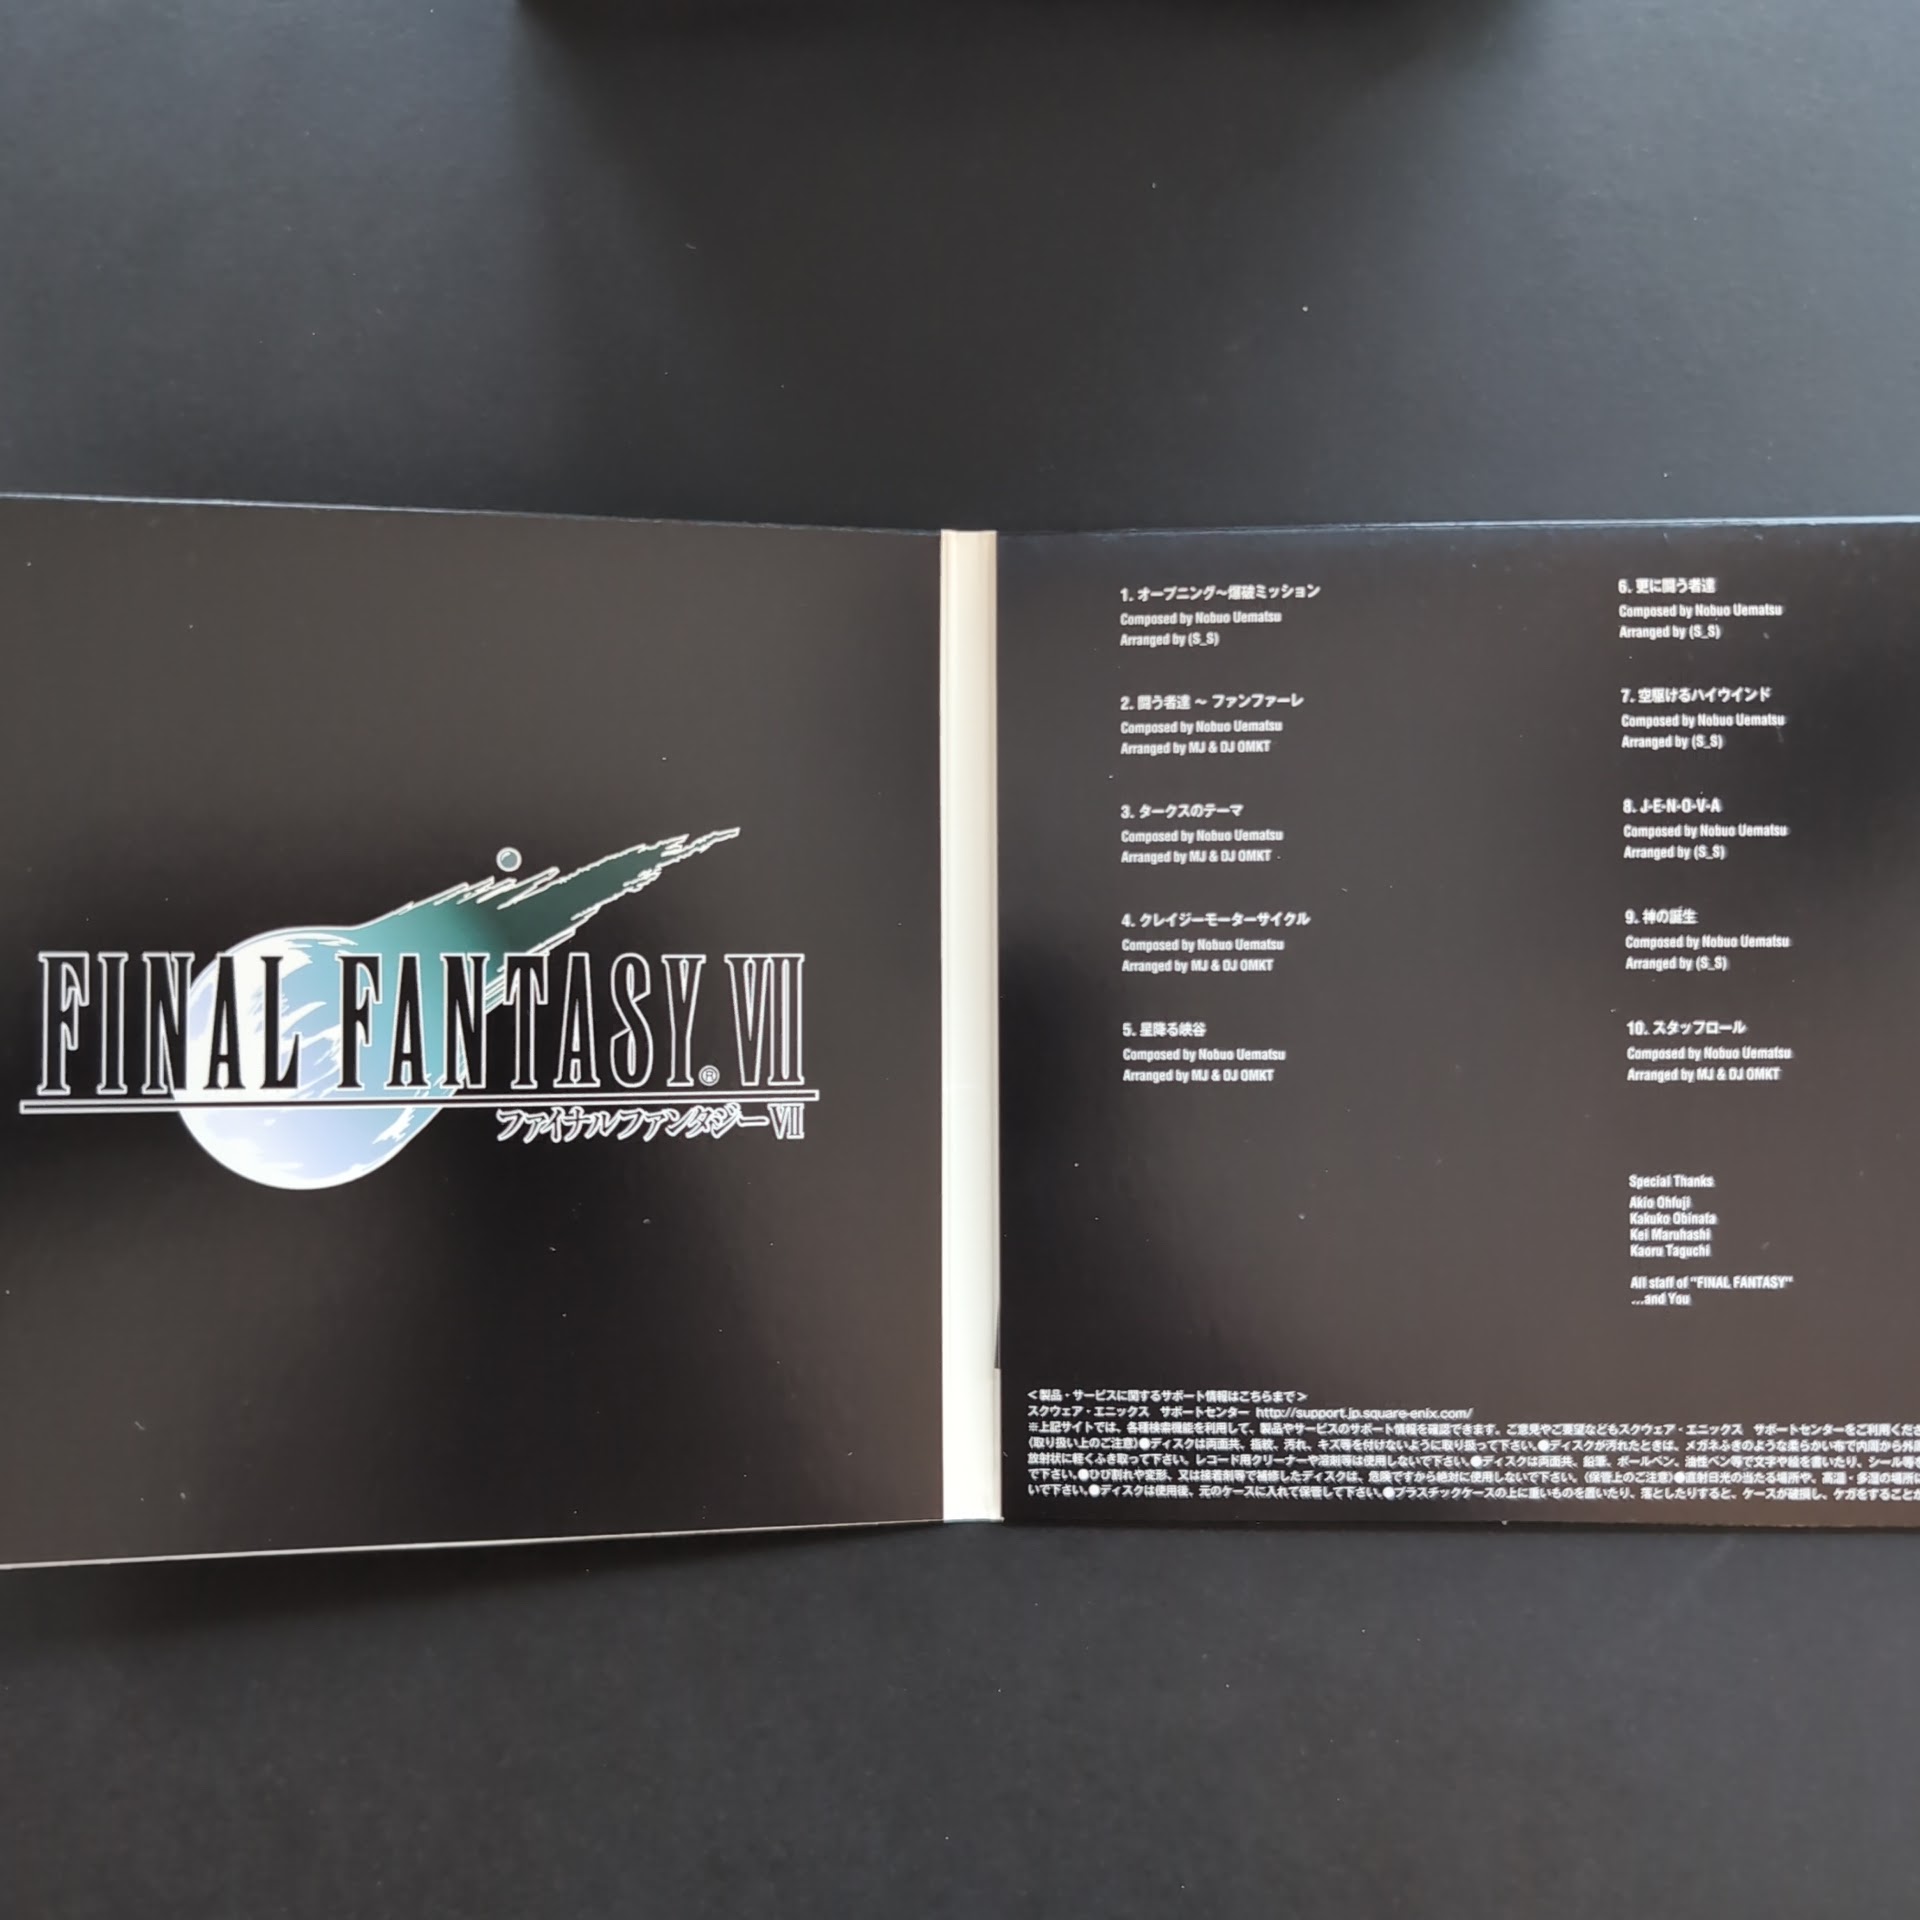 FINAL FANTASY® VII
ファイナルファンタジーVII
1. オープニング〜爆破ミッション
Composed by Nobuo Uematsu
Arranged by (S_S)
2. 闘う者達 〜 ファンファーレ
Composed by Nobuo Uematsu
Arranged by MJ & DJ OMKT
3. タークスのテーマ
Composed by Nobuo Uematsu
Arranged by MJ & DJ OMKT
4. クレイジーモーターサイクル
Composed by Nobuo Uematsu
Arranged by MJ & DJ OMKT
5. 星降る峡谷
Composed by Nobuo Uematsu
Arranged by MJ & DJ OMKT
6. 更に闘う者達
Composed by Nobuo Uematsu
Arranged by (S_S)
7. 空駆けるハイウインド
Composed by Nobuo Uematsu
Arranged by (S_S)
8. J-E-N-O-V-A
Composed by Nobuo Uematsu
Arranged by (S_S)
9. 神の誕生
Composed by Nobuo Uematsu
Arranged by (S_S)
10. スタッフロール
Composed by Nobuo Uematsu
Arranged by MJ & DJ OMKT
Special Thanks
Akio Ohfuji
Kakuko Obinata
Kei Maruhashi
Kaoru Taguchi
All staff of "FINAL FANTASY"
...and You
<製品・サービスに関するサポート情報はこちらまで>
スクウェア・エニックス サポートセンター http://support.jp.square-enix.com/
※上記サイトでは、各種検索機能を利用して、製品やサービスのサポート情報を確認できます。ご意見やご要望などもスクウェア・エニックス サポートセンターをご利用くださ
(取り扱い上のご注意)●ディスクは両面共、指紋、汚れ、キズ等を付けないように取り扱って下さい。●ディスクが汚れたときは、メガネふきのような柔らかい布で内周から外周
放射状に軽くふき取って下さい。レコード用クリーナーや溶剤等は使用しないで下さい。●ディスクは両面共、鉛筆、ボールペン、油性ペン等で文字や絵を書いたり、シール等を
で下さい。●ひび割れや変形、又は接着剤等で補修したディスクは、危険ですから絶対に使用しないで下さい。(保管上のご注意)●直射日光の当たる場所や、高温・多湿の場所に
いで下さい。●ディスクは使用後、元のケースに入れて保管して下さい。●プラスチックケースの上に重いものを置いたり、落としたりすると、ケースが破損し、ケガをすることが